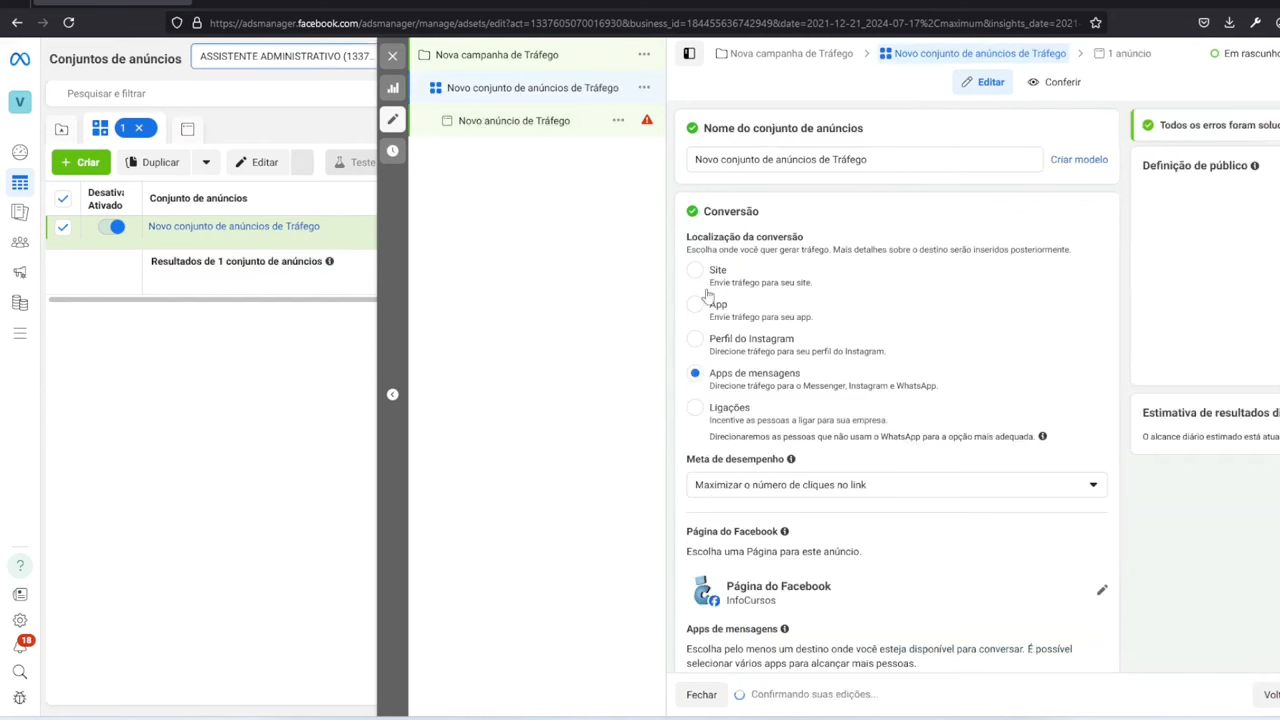 https://adsmanager.facebook.com/adsmanager/manage/adsets/edit?act=1337605070016930&business_id=18445563674 2949&date=2021-12-21_2024-07-17%2Cmaximum&insights_date=2021-
Conjuntos de anúncios
ASSISTENTE ADMINISTRATIVO (1337...
V
Pesquisar e filtrar
1
Criar
Duplicar
Editar
Teste
Desativa
Ativado
Conjunto de anúncios
Novo conjunto de anúncios de Tráfego
Resultados de 1 conjunto de anúncios
18
Nova campanha de Tráfego
Novo conjunto de anúncios de Tráfego
Novo anúncio de Tráfego
Nova campanha de Tráfego
Novo conjunto de anúncios de Tráfego
1 anúncio
Em rascunho
Editar
Conferir
Nome do conjunto de anúncios
Novo conjunto de anúncios de Tráfego
Criar modelo
Conversão
Localização da conversão
Escolha onde você quer gerar tráfego. Mais detalhes sobre o destino serão inseridos posteriormente.
Site
Envie tráfego para seu site.
App
Envie tráfego para seu app.
Perfil do Instagram
Direcione tráfego para seu perfil do Instagram.
Apps de mensagens
Direcione tráfego para o Messenger, Instagram e WhatsApp.
Ligações
Incentive as pessoas a ligar para sua empresa.
Direcionaremos as pessoas que não usam o WhatsApp para a opção mais adequada.
Meta de desempenho
Maximizar o número de cliques no link
Página do Facebook
Escolha uma Página para este anúncio.
Página do Facebook
InfoCursos
Apps de mensagens
Escolha pelo menos um destino onde você esteja disponível para conversar. É possível
selecionar vários apps para alcançar mais pessoas.
Fechar
Confirmando suas edições...
Volt
Todos os erros foram soluc
Definição de público
Estimativa de resultados di
O alcance diário estimado está atua